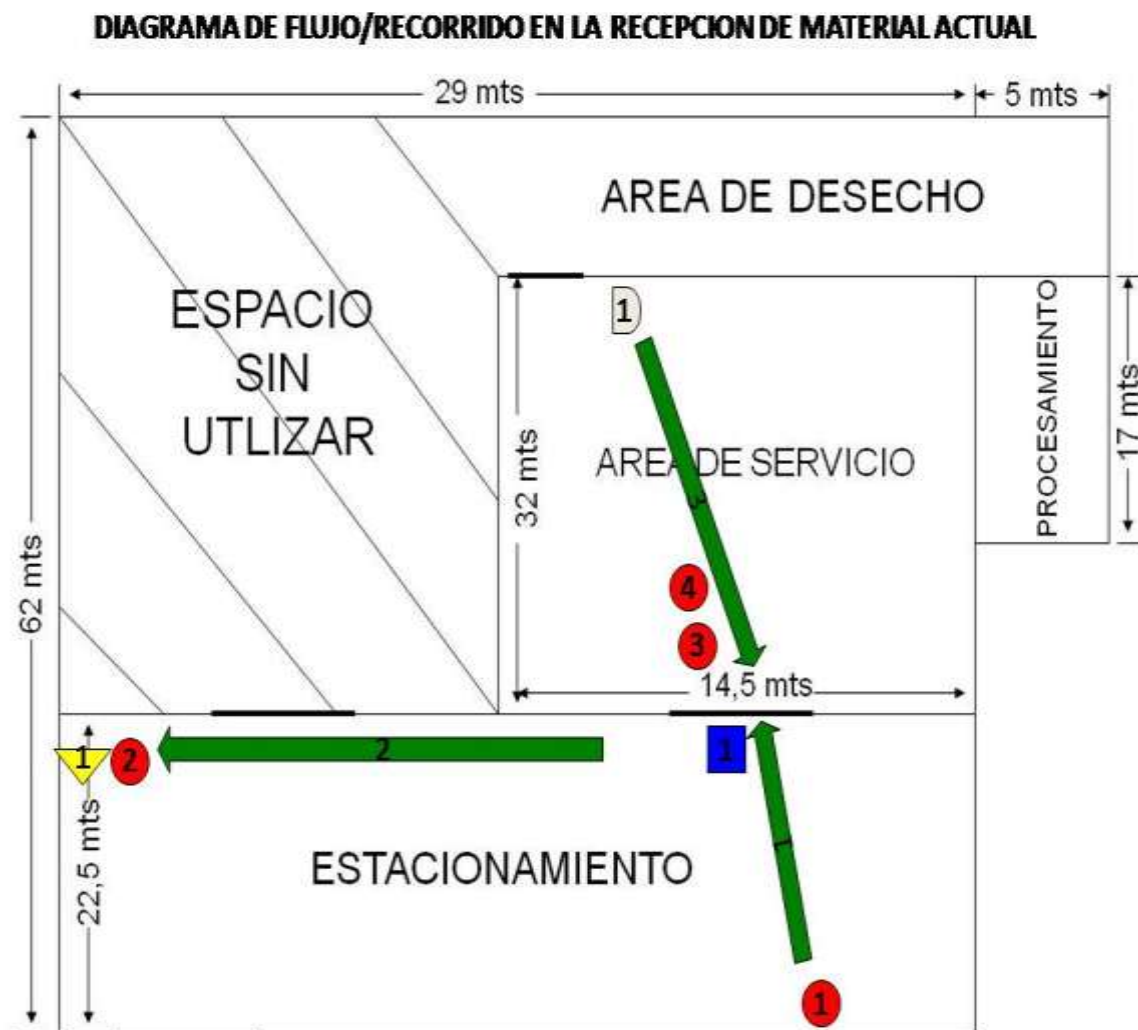 DIAGRAMA DE FLUJO/RECORRIDO EN LA RECEPCION DE MATERIAL ACTUAL
29 mts
5 mts
AREA DE DESECHO
ESPACIO
SIN
UTLIZAR
1
AREA DE SERVICIO
3
PROCESAMIENTO
17 mts
32 mts
62 mts
4
3
14,5 mts
1
2
2
1
1
22,5 mts
ESTACIONAMIENTO
1